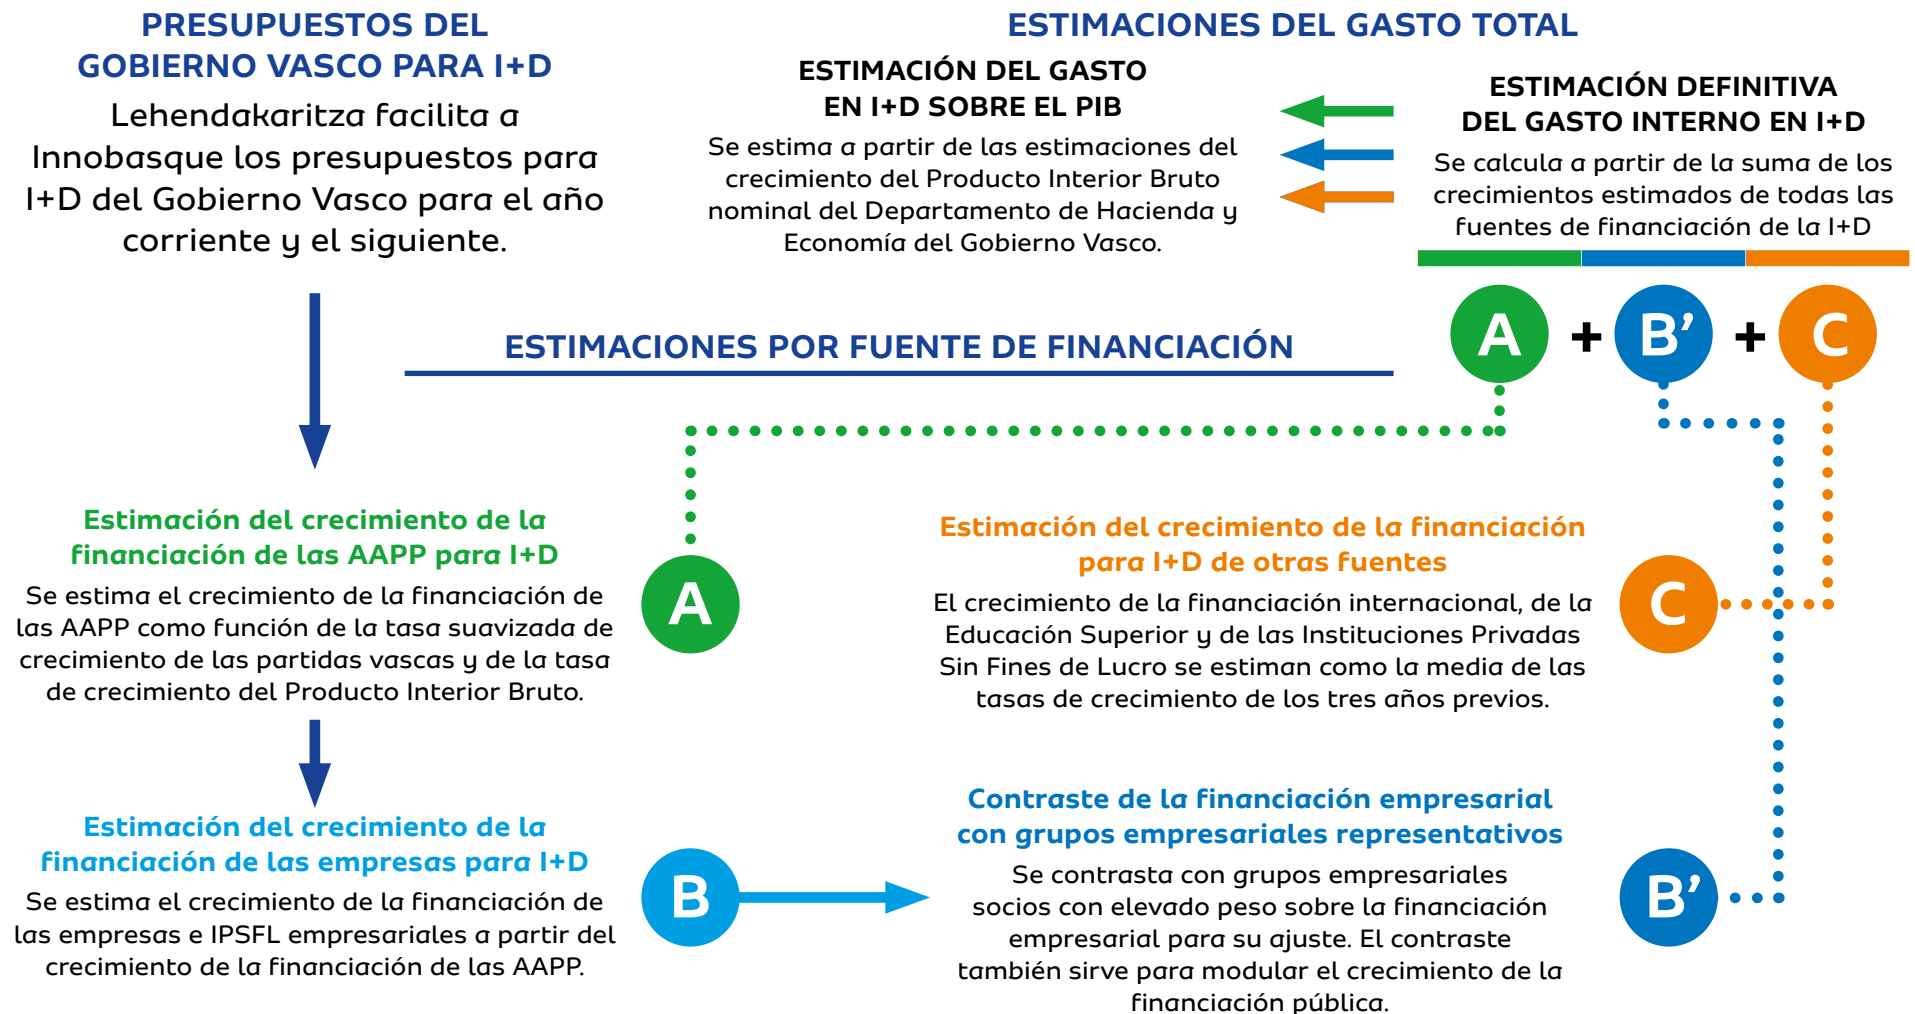 PRESUPUESTOS DEL
GOBIERNO VASCO PARA I+D
Lehendakaritza facilita a
Innobasque los presupuestos para
I+D del Gobierno Vasco para el año
corriente y el siguiente.
ESTIMACIONES DEL GASTO TOTAL
ESTIMACIÓN DEL GASTO
EN I+D SOBRE EL PIB
Se estima a partir de las estimaciones del
crecimiento del Producto Interior Bruto
nominal del Departamento de Hacienda y
Economía del Gobierno Vasco.
ESTIMACIÓN DEFINITIVA
DEL GASTO INTERNO EN I+D
Se calcula a partir de la suma de los
crecimientos estimados de todas las
fuentes de financiación de la I+D
A + B’ + C
ESTIMACIONES POR FUENTE DE FINANCIACIÓN
Estimación del crecimiento de la
financiación de las AAPP para I+D
Se estima el crecimiento de la financiación de
las AAPP como función de la tasa suavizada de
crecimiento de las partidas vascas y de la tasa
de crecimiento del Producto Interior Bruto.
A
Estimación del crecimiento de la financiación
para I+D de otras fuentes
El crecimiento de la financiación internacional, de la
Educación Superior y de las Instituciones Privadas
Sin Fines de Lucro se estiman como la media de las
tasas de crecimiento de los tres años previos.
C
Estimación del crecimiento de la
financiación de las empresas para I+D
Se estima el crecimiento de la financiación de
las empresas e IPSFL empresariales a partir del
crecimiento de la financiación de las AAPP.
B
Contraste de la financiación empresarial
con grupos empresariales representativos
Se contrasta con grupos empresariales
socios con elevado peso sobre la financiación
empresarial para su ajuste. El contraste
también sirve para modular el crecimiento de la
financiación pública.
B’